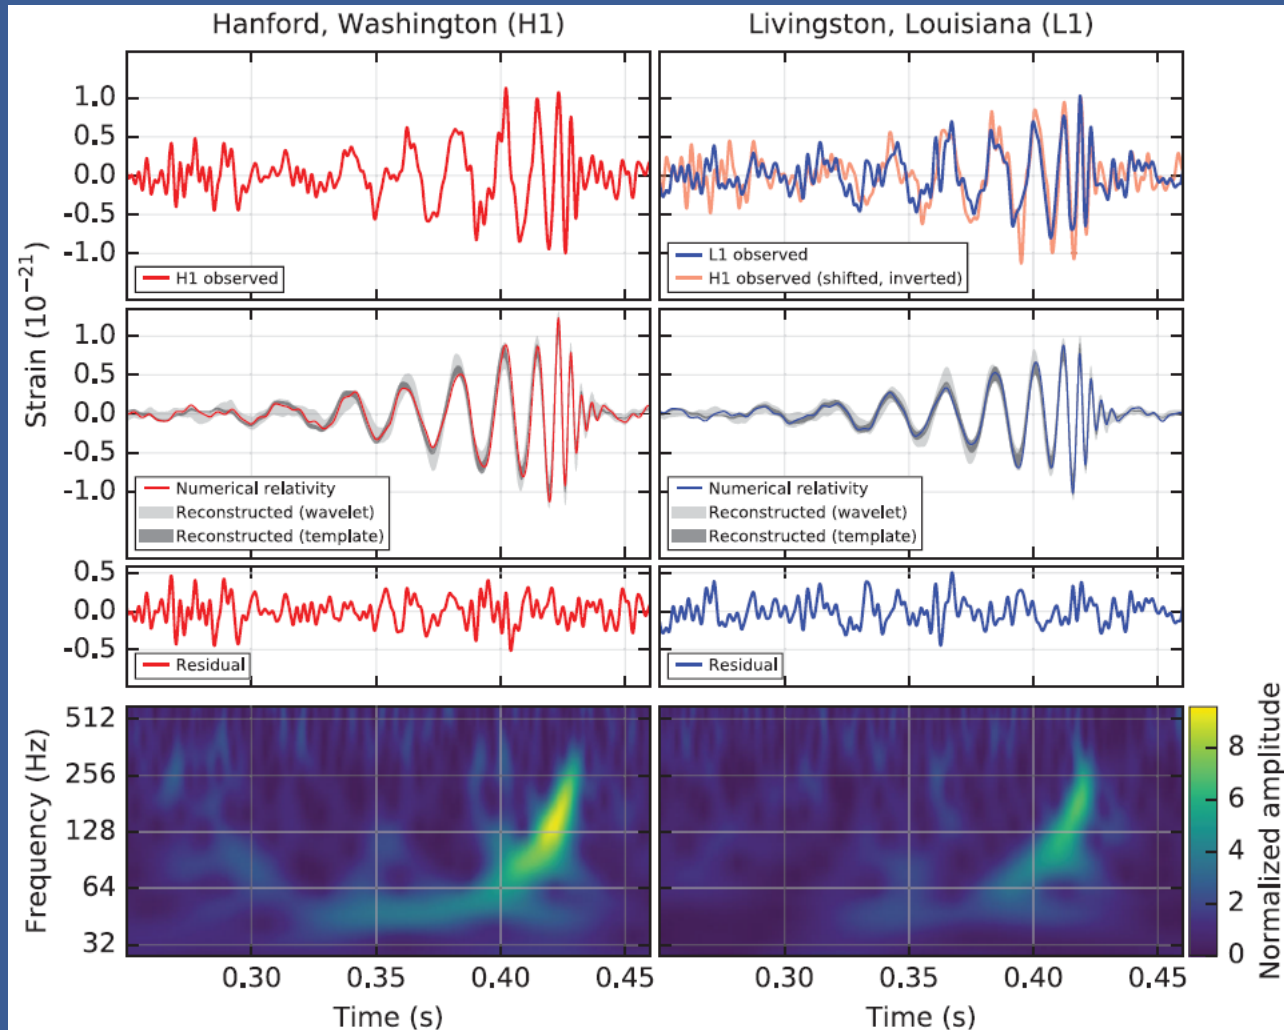 Hanford, Washington (H1)
Livingston, Louisiana (L1)
Strain (10⁻²¹)
1.0
0.5
0.0
-0.5
-1.0
H1 observed
L1 observed
H1 observed (shifted, inverted)
1.0
0.5
0.0
-0.5
-1.0
Numerical relativity
Reconstructed (wavelet)
Reconstructed (template)
Numerical relativity
Reconstructed (wavelet)
Reconstructed (template)
0.5
0.0
-0.5
Residual
Residual
Frequency (Hz)
512
256
128
64
32
0.30 0.35 0.40 0.45
Time (s)
0.30 0.35 0.40 0.45
Time (s)
8
6
4
2
0
Normalized amplitude